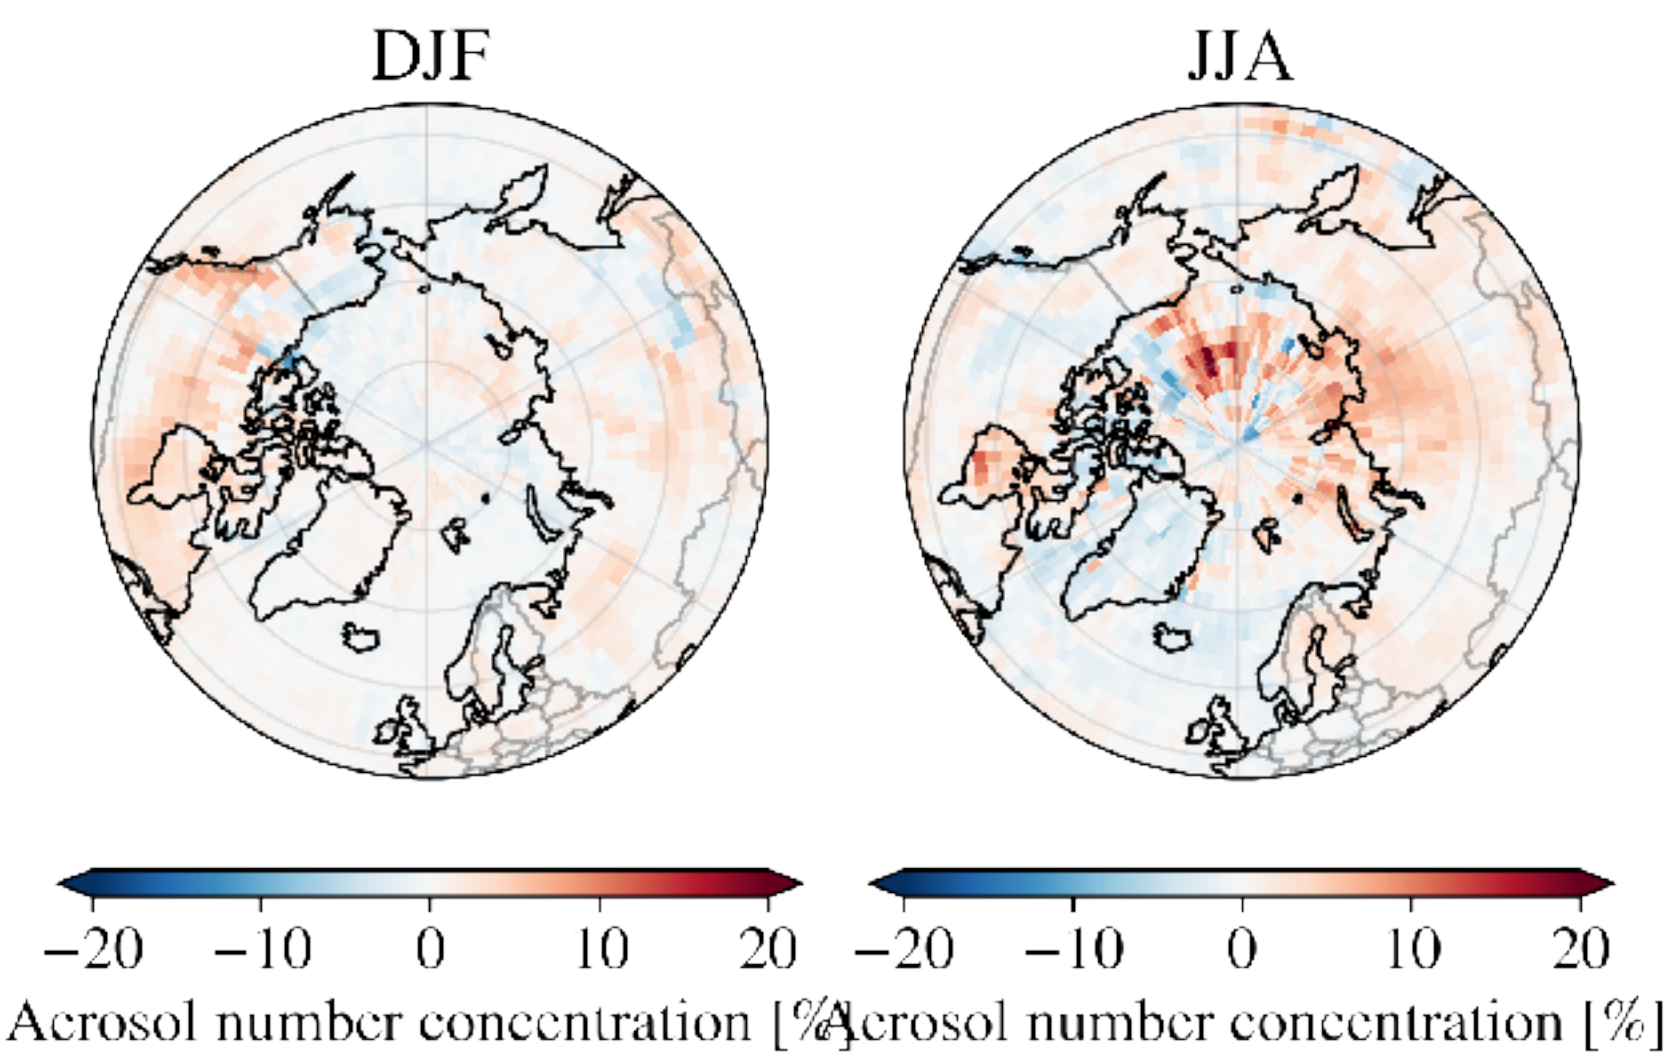 DJF JJA
−20 −10 0 10 20 −20 −10 0 10 20
Aerosol number concentration [%] Aerosol number concentration [%]